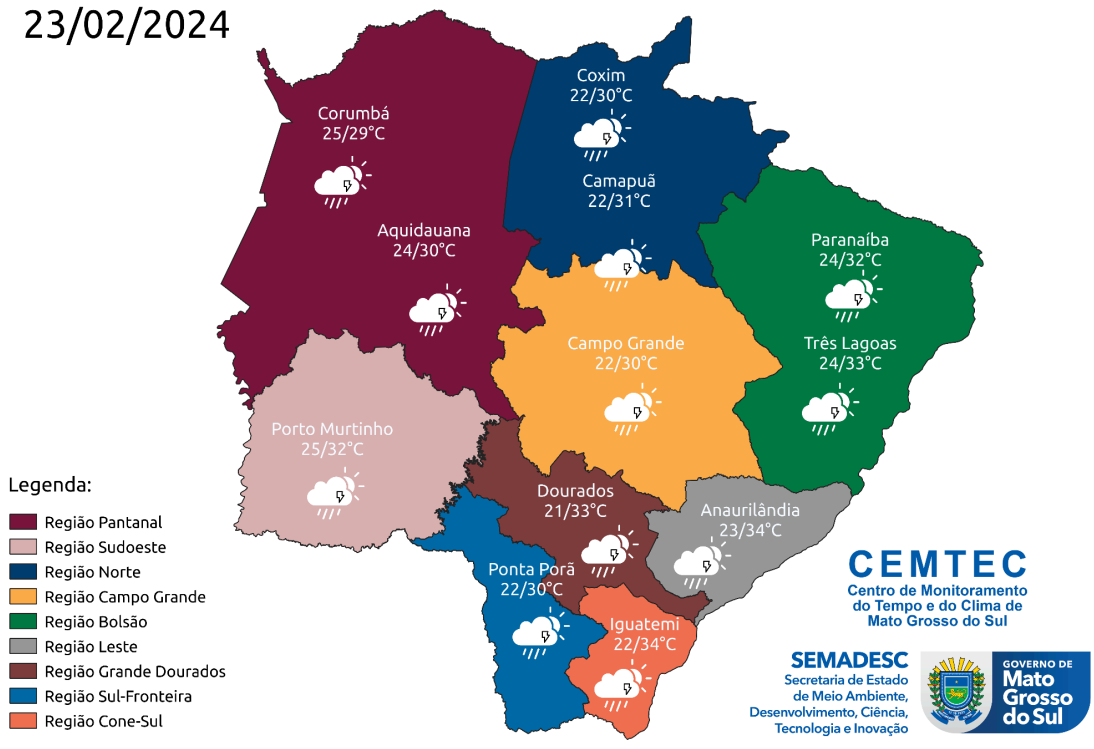 23/02/2024
Coxim
22/30°C
Corumbá
25/29°C
Camapuã
22/31°C
Aquidauana
24/30°C
Paranaíba
24/32°C
Campo Grande
22/30°C
Três Lagoas
24/33°C
Porto Murtinho
25/32°C
Dourados
21/33°C
Anaurilândia
23/34°C
Ponta Porã
22/30°C
Iguatemi
22/34°C
Legenda:
Região Pantanal
Região Sudoeste
Região Norte
Região Campo Grande
Região Bolsão
Região Leste
Região Grande Dourados
Região Sul-Fronteira
Região Cone-Sul
CEMTEC
Centro de Monitoramento
do Tempo e do Clima de
Mato Grosso do Sul
SEMADESC
Secretaria de Estado
de Meio Ambiente,
Desenvolvimento, Ciência,
Tecnologia e Inovação
GOVERNO DE
Mato
Grosso
do Sul